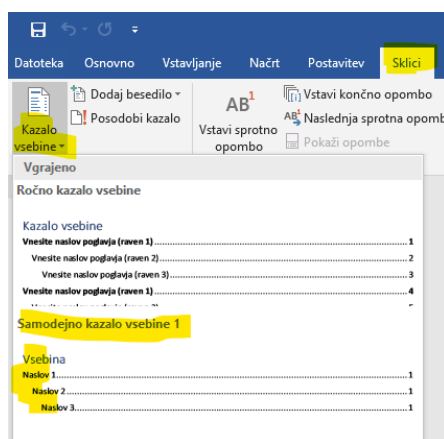 Datoteka Osnovno Vstavljanje Načrt Postavitev Sklici
Kazalo vsebine
Dodaj besedilo
Posodobi kazalo
AB1
Vstavi sprotno opombo
Vstavi končno opombo
Naslednja sprotna opomb
Pokaži opombe
Vgrajeno
Ročno kazalo vsebine
Kazalo vsebine
Vnesite naslov poglavja (raven 1)........................1
Vnesite naslov poglavja (raven 2)........................2
Vnesite naslov poglavja (raven 3)........................3
Vnesite naslov poglavja (raven 1)........................4
Samodejno kazalo vsebine 1
Vsebina
Naslov 1........................1
Naslov 2........................1
Naslov 3........................1